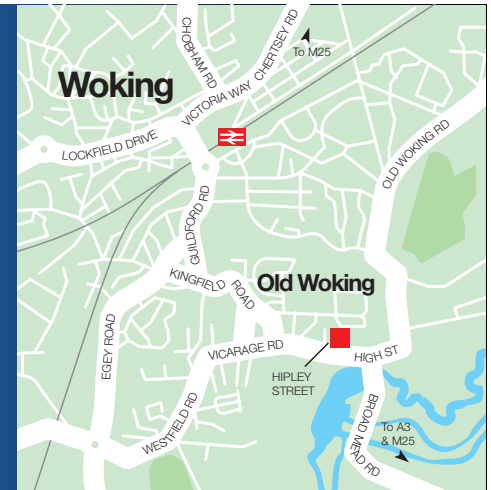 CHOBHAM RD
CHERTSEY RD
To M25
Woking
VICTORIA WAY
LOCKFIELD DRIVE
OLD WOKING RD
GUILDFORD RD
KINGFIELD ROAD
Old Woking
EGEY ROAD
VICARAGE RD
HIGH ST
HIPLEY
STREET
WESTFIELD RD
BROAD MEAD RD
To A3
& M25